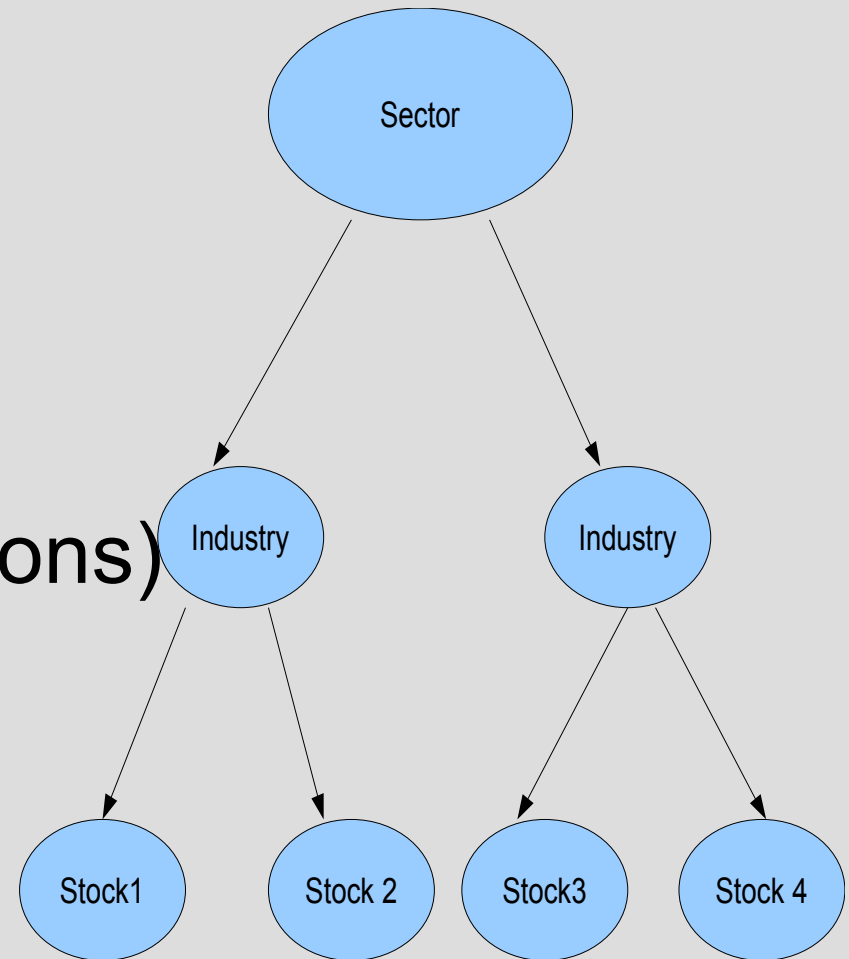 Sector
ons)
Industry
Industry
Stock1
Stock 2
Stock3
Stock 4